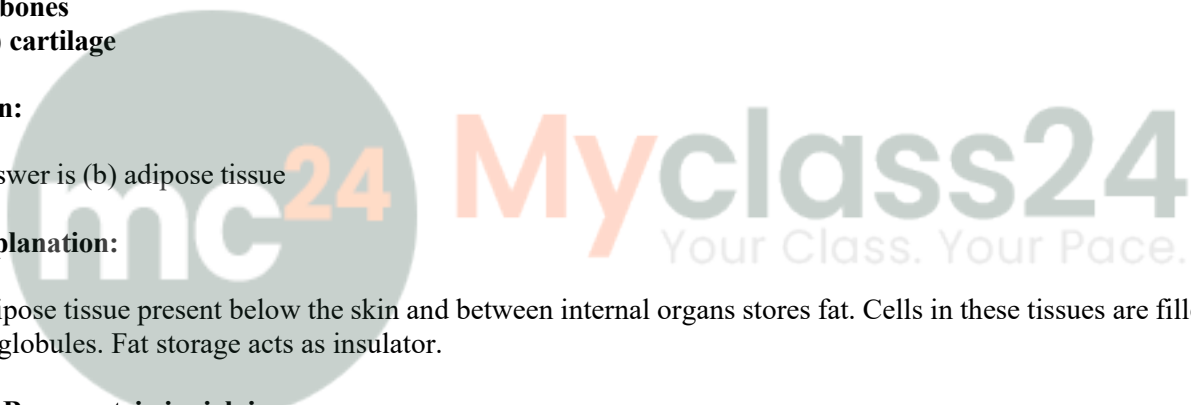 bones
) cartilage
n:
swer is (b) adipose tissue
planation:
ipose tissue present below the skin and between internal organs stores fat. Cells in these tissues are fille
globules. Fat storage acts as insulator.
mc24
Myclass24
Your Class. Your Pace.